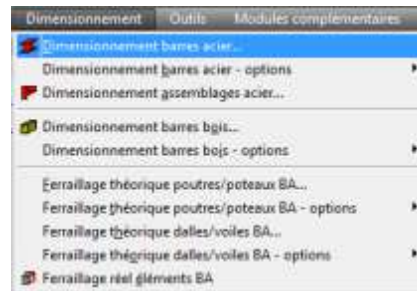 Dimensionnement Outils Modules complémentaires
Dimensionnement barres acier...
Dimensionnement barres acier - options
Dimensionnement assemblages acier...
Dimensionnement barres bois...
Dimensionnement barres bois - options
Ferraillage théorique poutres/poteaux BA...
Ferraillage théorique poutres/poteaux BA - options
Ferraillage théorique dalles/voiles BA...
Ferraillage théorique dalles/voiles BA - options
Ferraillage réel éléments BA